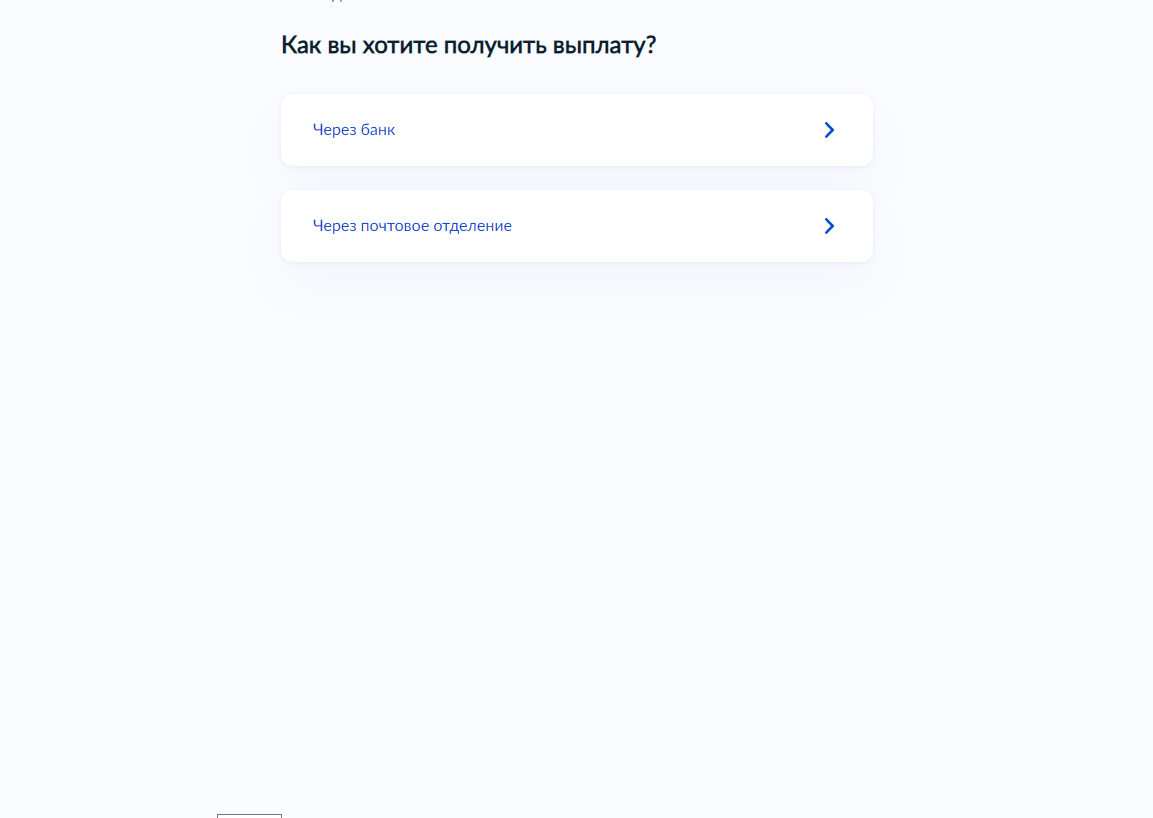 Как вы хотите получить выплату?
Через банк
Через почтовое отделение